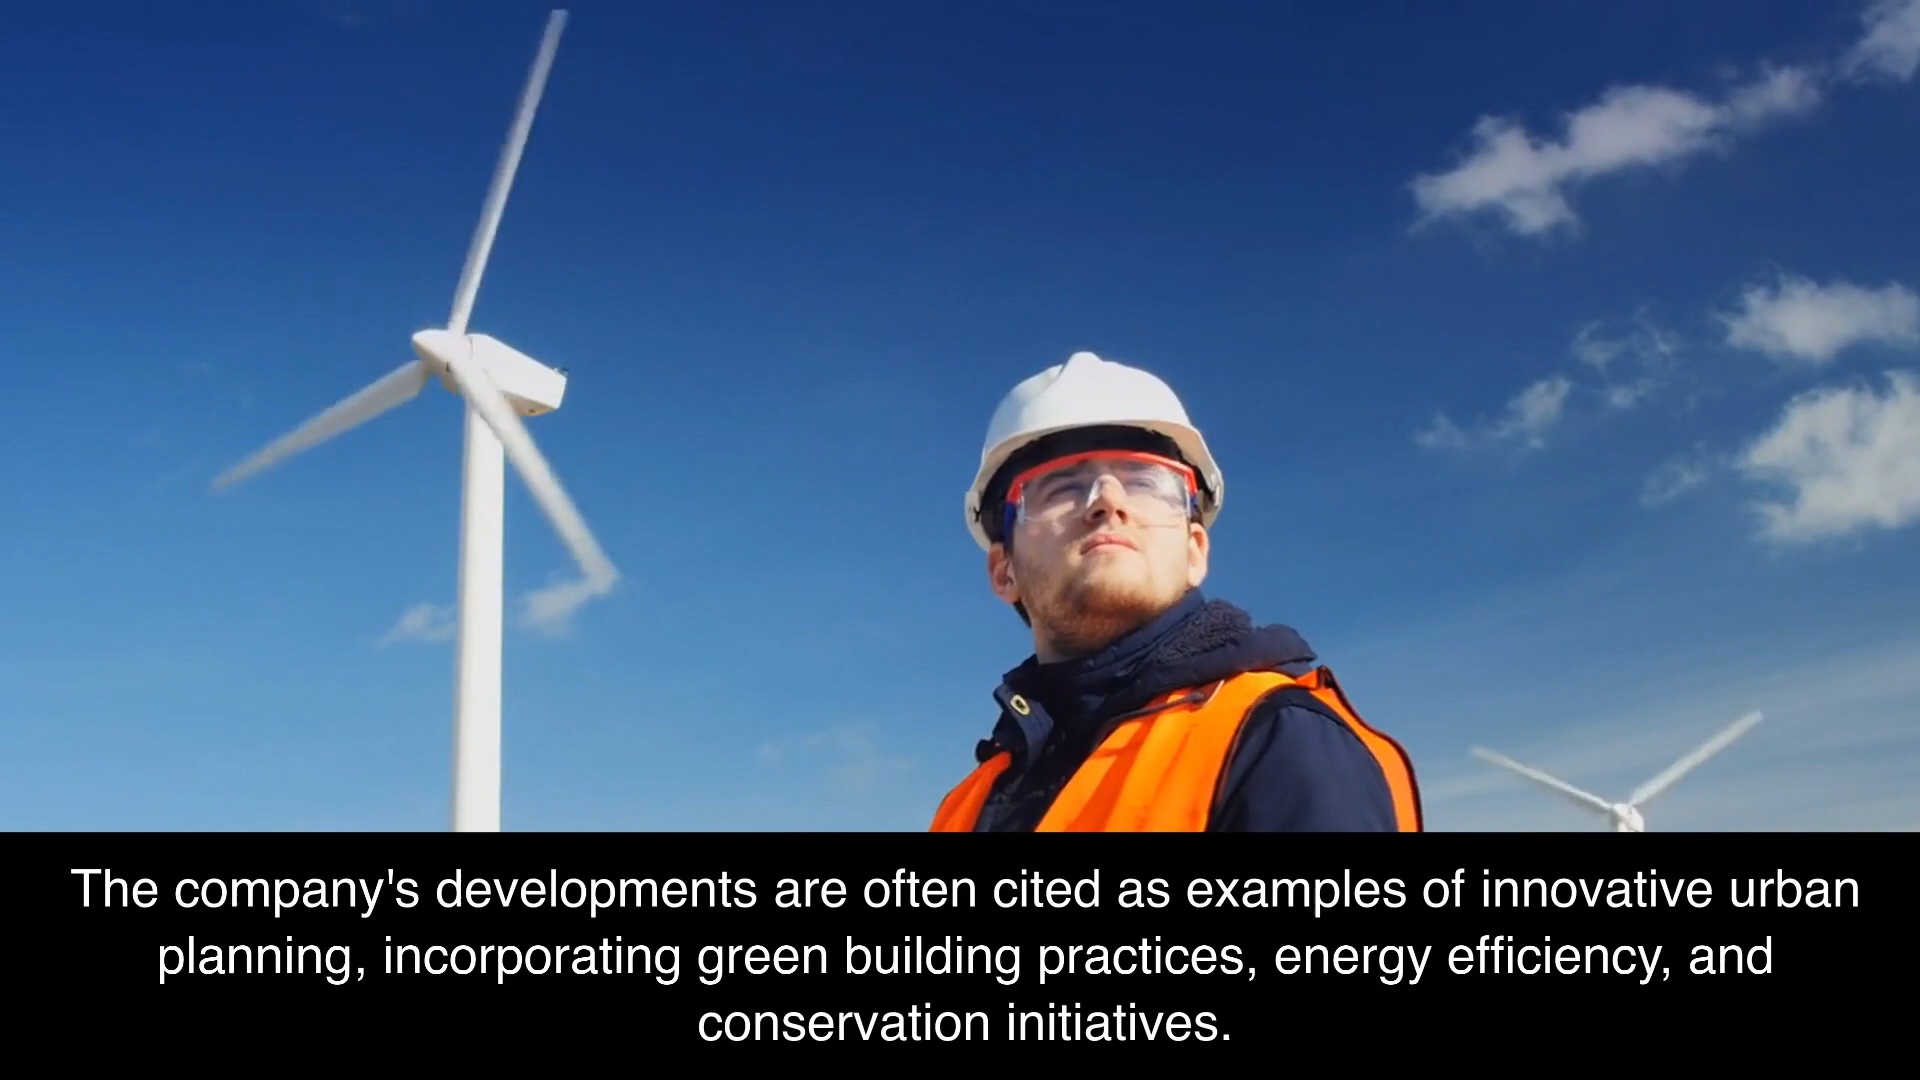 The company's developments are often cited as examples of innovative urban
planning, incorporating green building practices, energy efficiency, and
conservation initiatives.